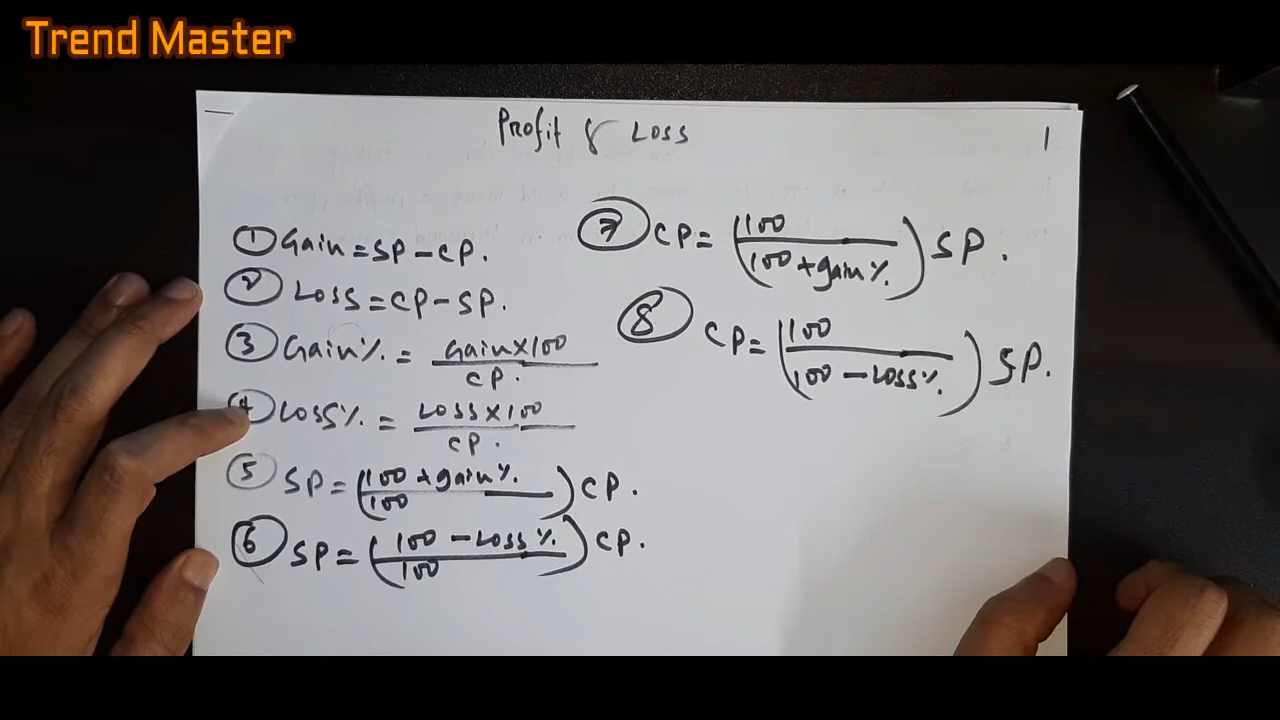 Trend Master
Profit & Loss
1
① Gain = SP - CP.
② Loss = CP - SP.
③ Gain % = Gain × 100 / CP.
④ Loss % = Loss × 100 / CP.
⑤ SP = (100 + gain % / 100) CP.
⑥ SP = (100 - Loss % / 100) CP.
⑦ CP = (100 / 100 + gain %.) SP.
⑧ CP = (100 / 100 - Loss %.) SP.